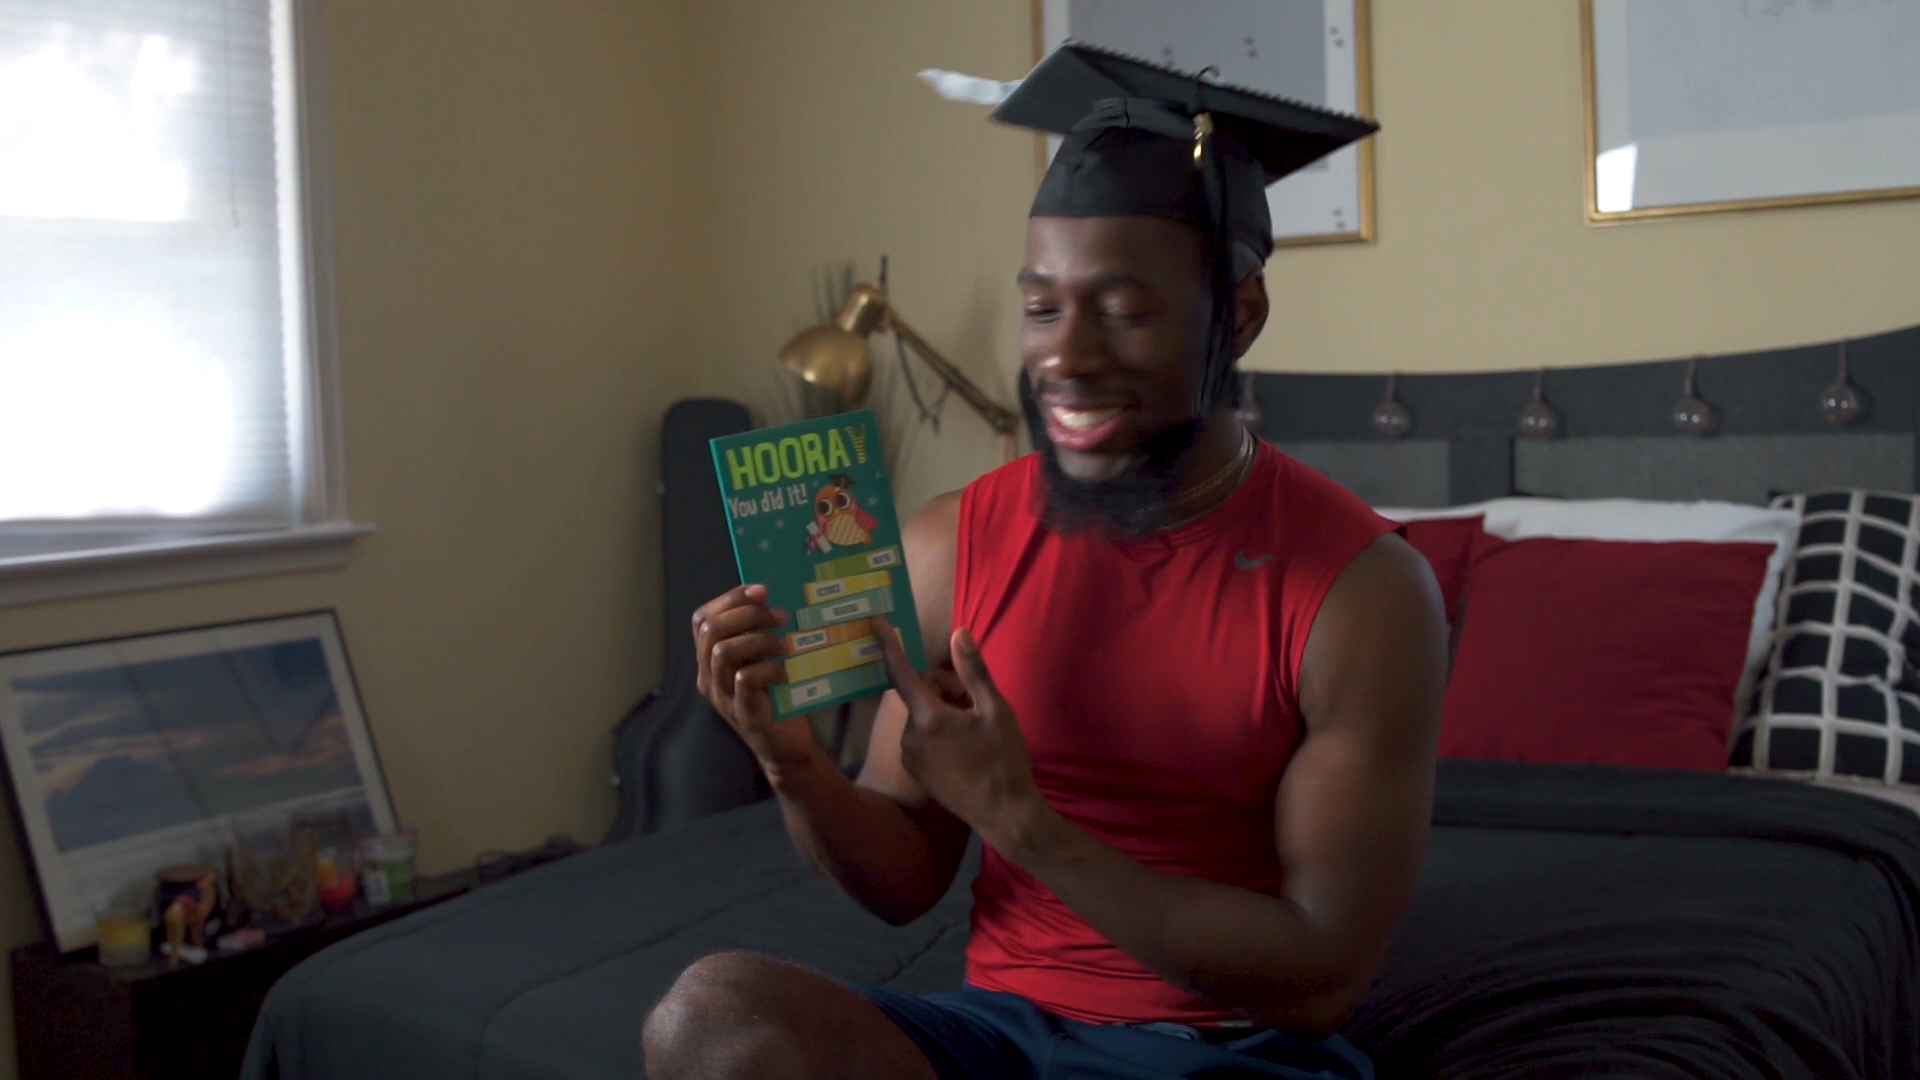 HOORAY
You did it!
MATH
SCIENCE
READING
SPELLING
ART